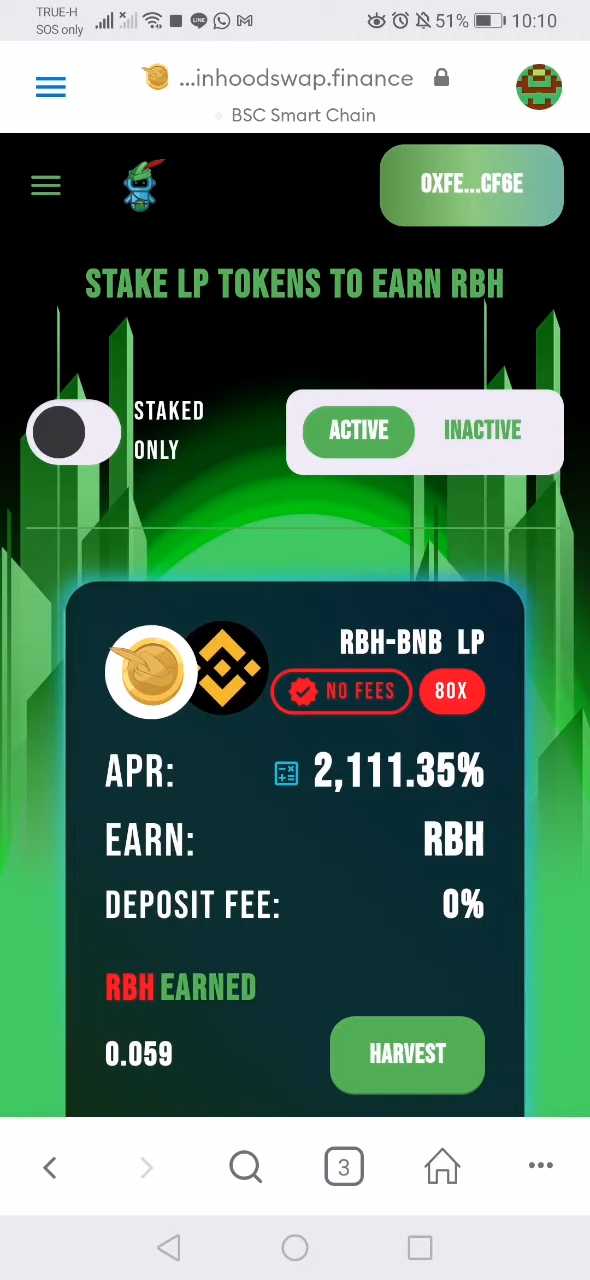 TRUE-H
SOS only
LINE
51% 10:10
...inhoodswap.finance
BSC Smart Chain
0XFE...CF6E
STAKE LP TOKENS TO EARN RBH
STAKED
ONLY
ACTIVE INACTIVE
RBH-BNB LP
NO FEES 80X
APR: 2,111.35%
EARN: RBH
DEPOSIT FEE: 0%
RBH EARNED
0.059 HARVEST
3